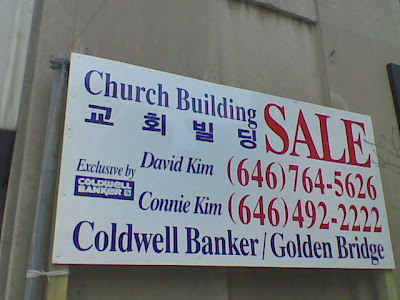 Church Building SALE
교회빌딩
Exclusive by David Kim (646)764-5626
COLDWELL BANKER Connie Kim (646)492-2222
Coldwell Banker / Golden Bridge